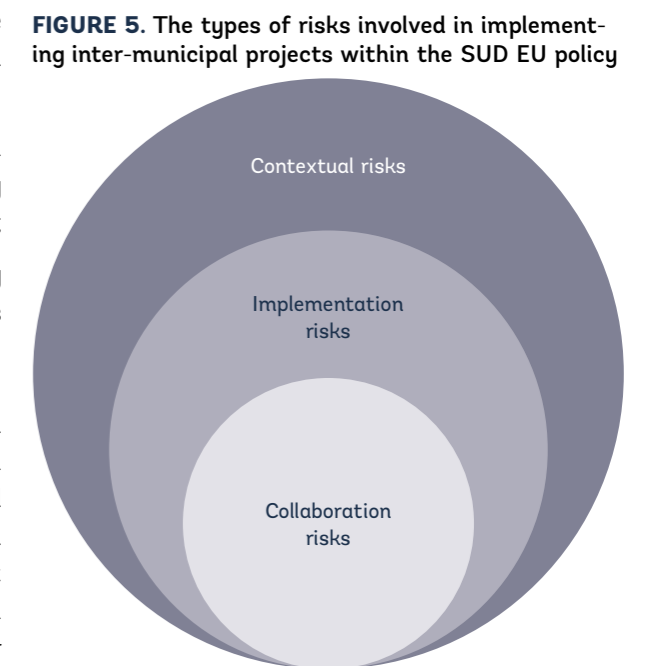 FIGURE 5. The types of risks involved in implement-
ing inter-municipal projects within the SUD EU policy
Contextual risks
Implementation
risks
Collaboration
risks